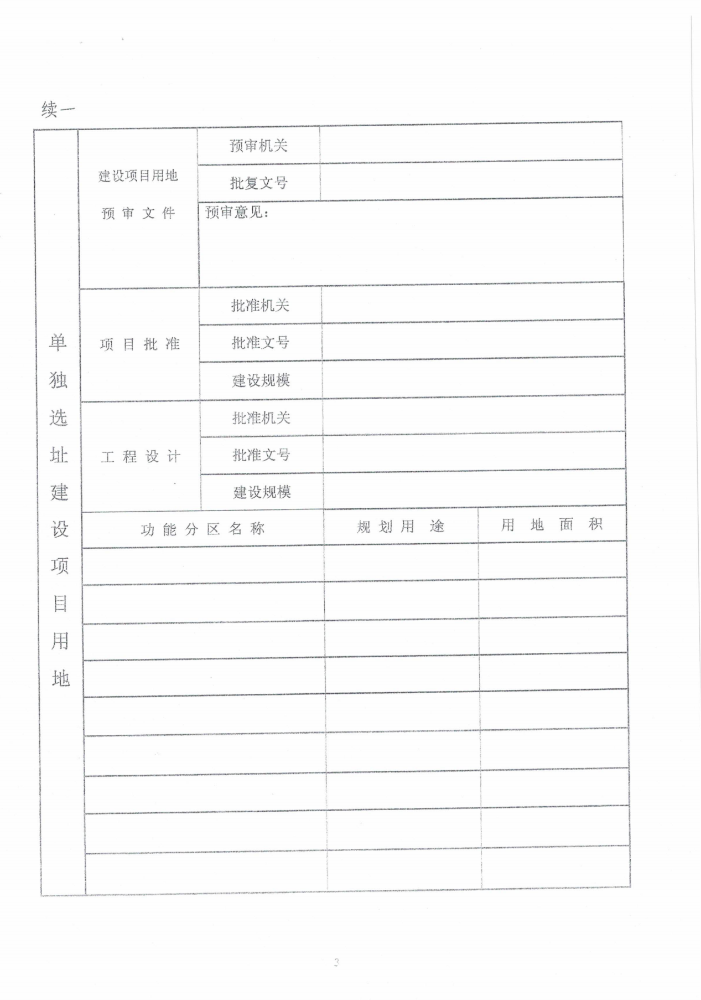 续一
单独选址建设项目用地
建设项目用地
预审文件
预审机关
批复文号
预审意见：
项目批准
批准机关
批准文号
建设规模
工程设计
批准机关
批准文号
建设规模
功能分区名称 规划用途 用地面积
3